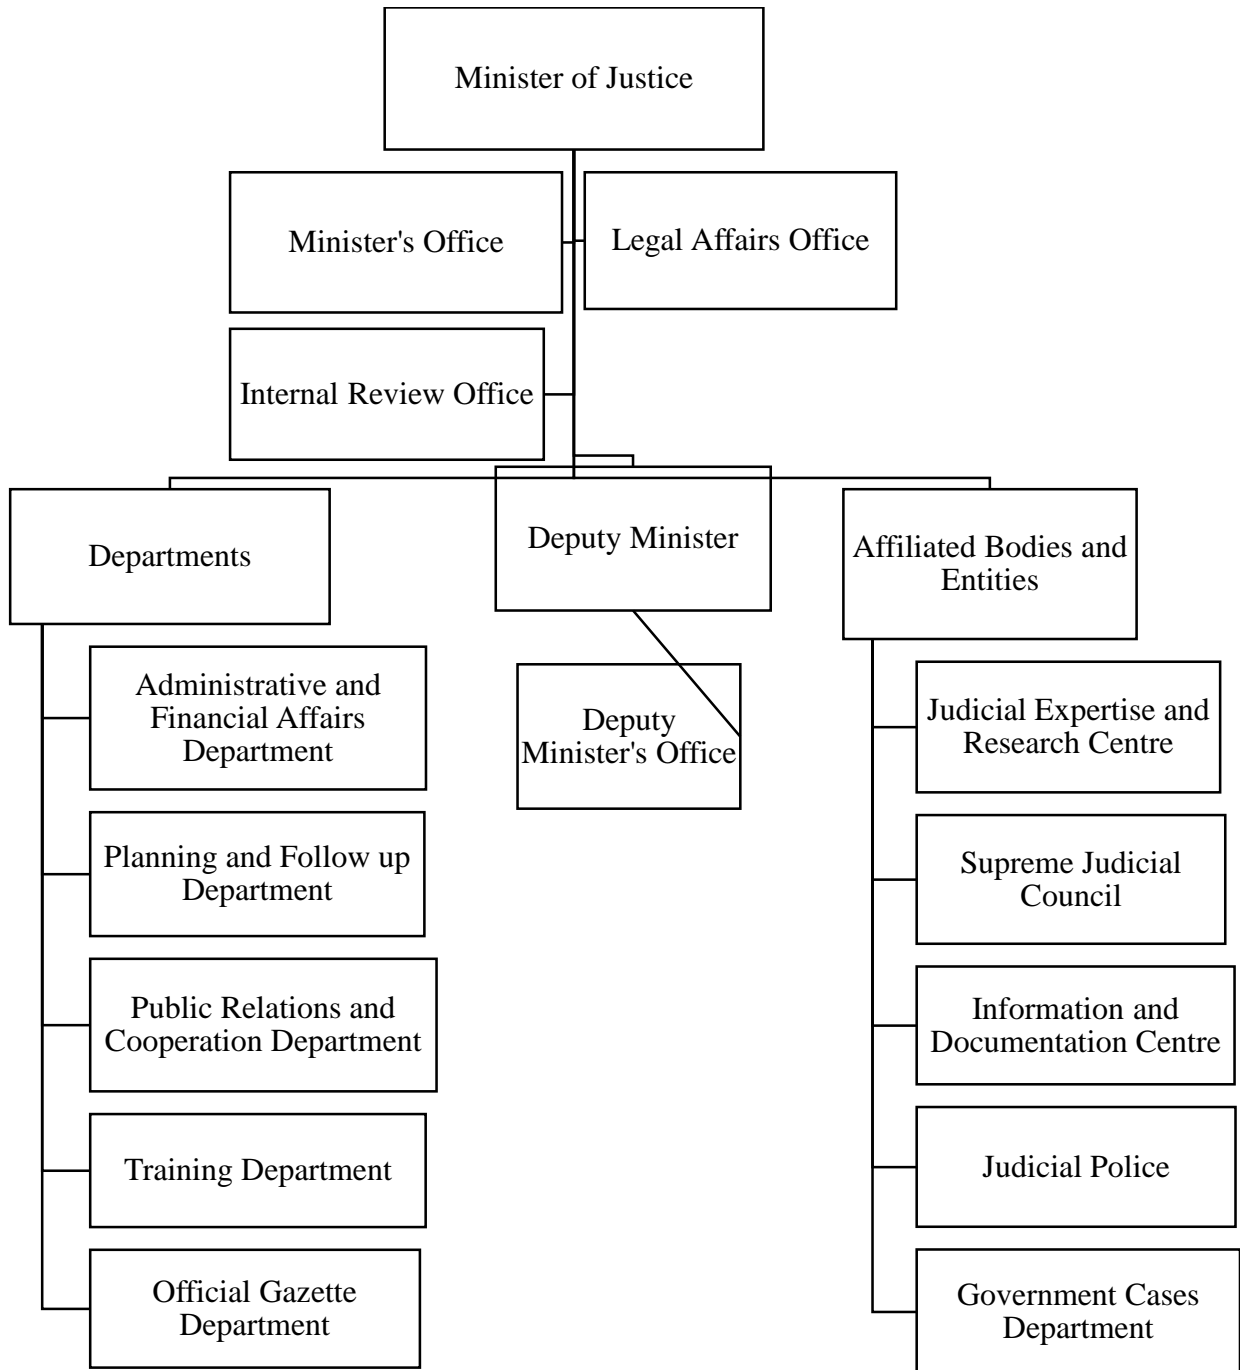 Minister of Justice
Minister's Office
Legal Affairs Office
Internal Review Office
Departments
Deputy Minister
Affiliated Bodies and
Entities
Administrative and
Financial Affairs
Department
Planning and Follow up
Department
Public Relations and
Cooperation Department
Training Department
Official Gazette
Department
Deputy
Minister's Office
Judicial Expertise and
Research Centre
Supreme Judicial
Council
Information and
Documentation Centre
Judicial Police
Government Cases
Department